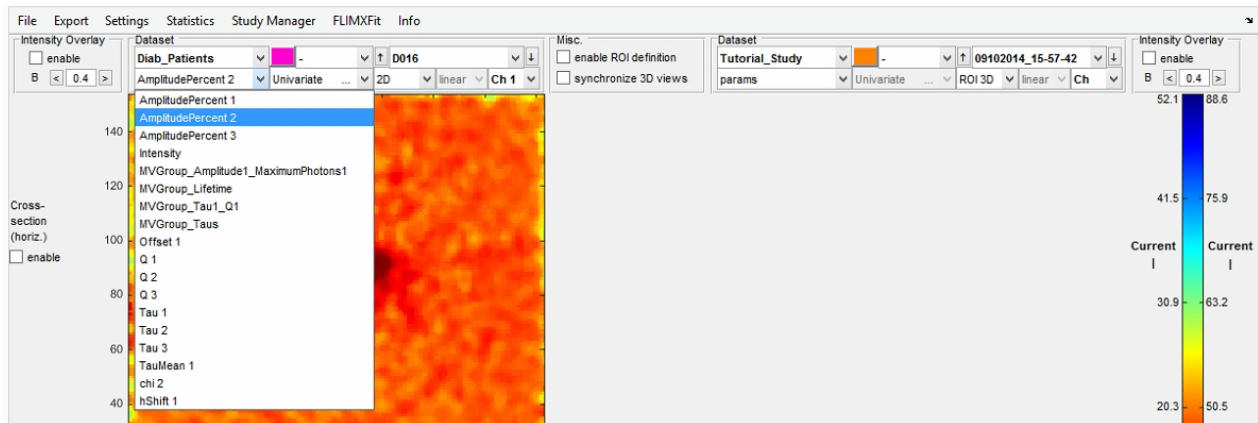 File Export Settings Statistics Study Manager FLIMXFit Info
Intensity Overlay Dataset Misc. Dataset Intensity Overlay
enable Diab_Patients - ↑ D016 ↓ enable ROI definition Tutorial_Study - ↑ 09102014_15-57-42 ↓ enable
B < 0.4 > AmplitudePercent 2 Univariate ... 2D linear Ch 1 synchronize 3D views params Univariate ... ROI 3D linear Ch B < 0.4 >
AmplitudePercent 1 52.1 88.6
AmplitudePercent 2
140 AmplitudePercent 3
Intensity
MVGroup_Amplitude1_MaximumPhotons1
120 MVGroup_Lifetime
Cross- MVGroup_Tau1_Q1 41.5 75.9
section MVGroup_Taus
(horiz.)
100 Offset 1 Current Current
enable Q 1
Q 2
80 Q 3 30.9 63.2
Tau 1
Tau 2
60 Tau 3
TauMean 1
chi 2
40 hShift 1 20.3 50.5